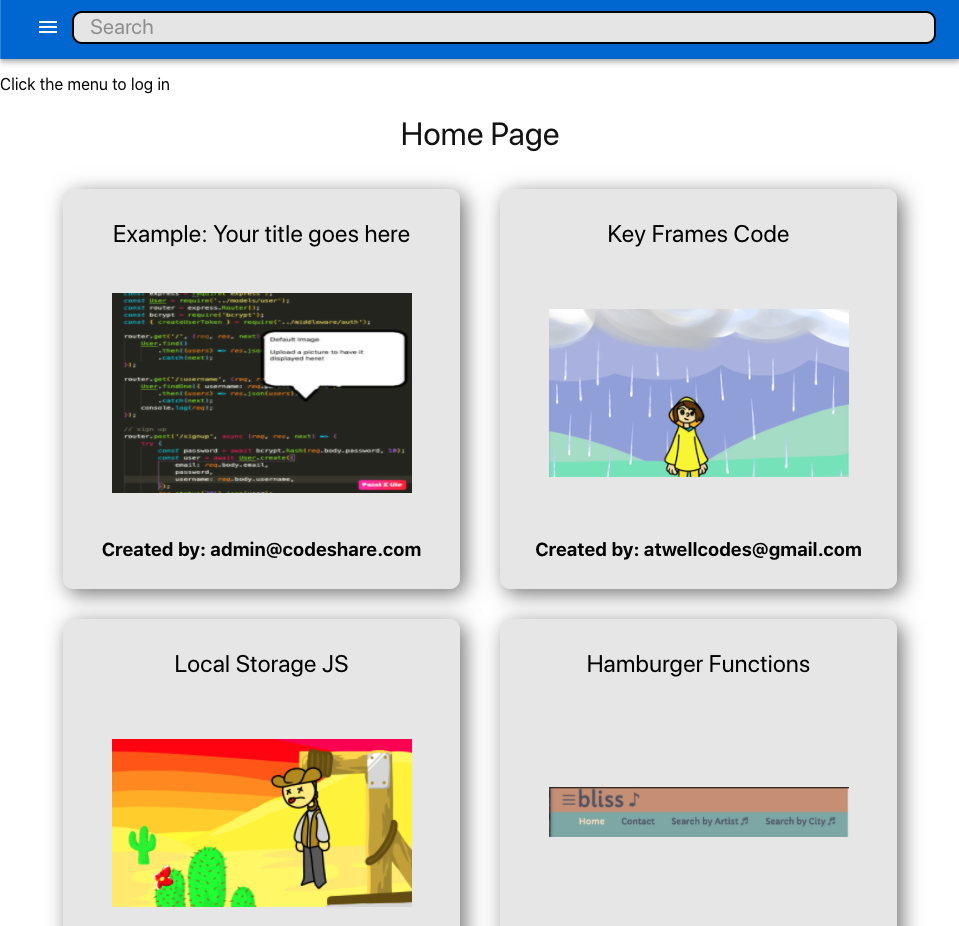 Search
Click the menu to log in
Home Page
Example: Your title goes here
const express = require('express');
const User = require('../models/user');
const router = express.Router();
const bcrypt = require('bcrypt');
const { createUserToken } = require('../middleware/auth');
router.get('/', (req, res, next)
User.find()
.then((users) => res.json
.catch(next);
});
Default Image
Upload a picture to have it
displayed here!
router.get('/:username', (req, r
User.findOne({ username: req.
.then((users) => res.json(users)
.catch(next);
console.log(req);
});
// sign up
router.post('/signup', async (req, res, next) => {
try {
const password = await bcrypt.hash(req.body.password, 10);
const user = await User.create({
email: req.body.email,
password,
username: req.body.username,
});
Paint X lite
Created by: admin@codeshare.com
Key Frames Code
Created by: atwellcodes@gmail.com
Local Storage JS
Hamburger Functions
bliss
Home Contact Search by Artist Search by City